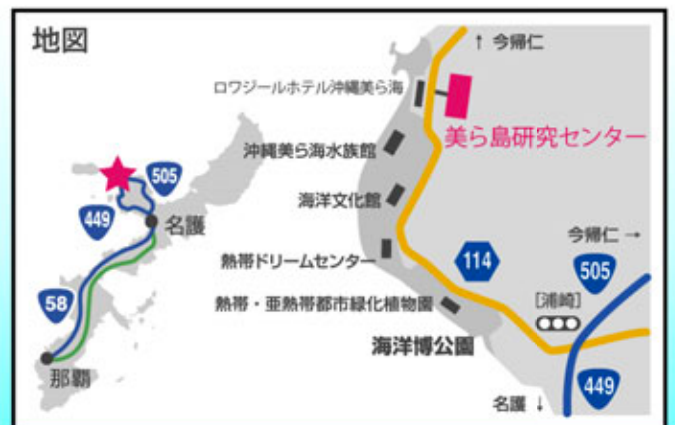 地図
505
449
名護
58
那覇
↑ 今帰仁
ロワジールホテル沖縄美ら海
美ら島研究センター
沖縄美ら海水族館
海洋文化館
今帰仁 →
熱帯ドリームセンター
114
505
[浦崎]
熱帯・亜熱帯都市緑化植物園
海洋博公園
449
名護 ↓